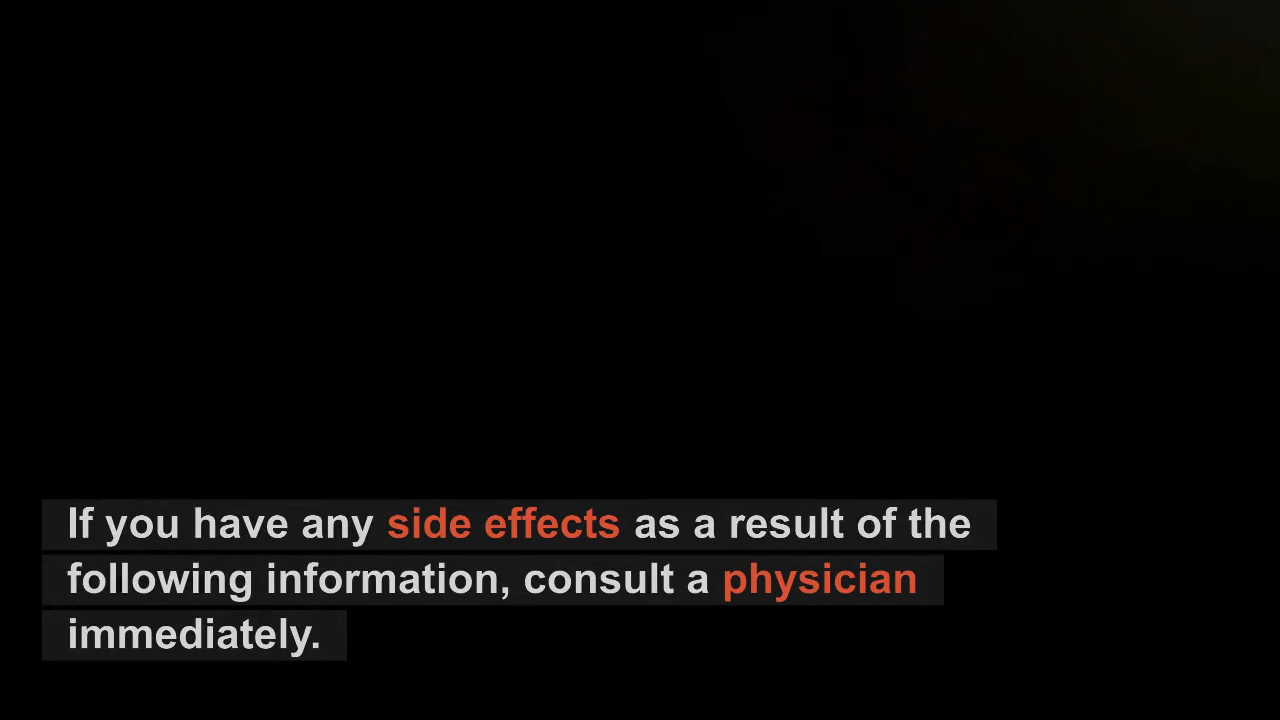 If you have any side effects as a result of the
following information, consult a physician
immediately.